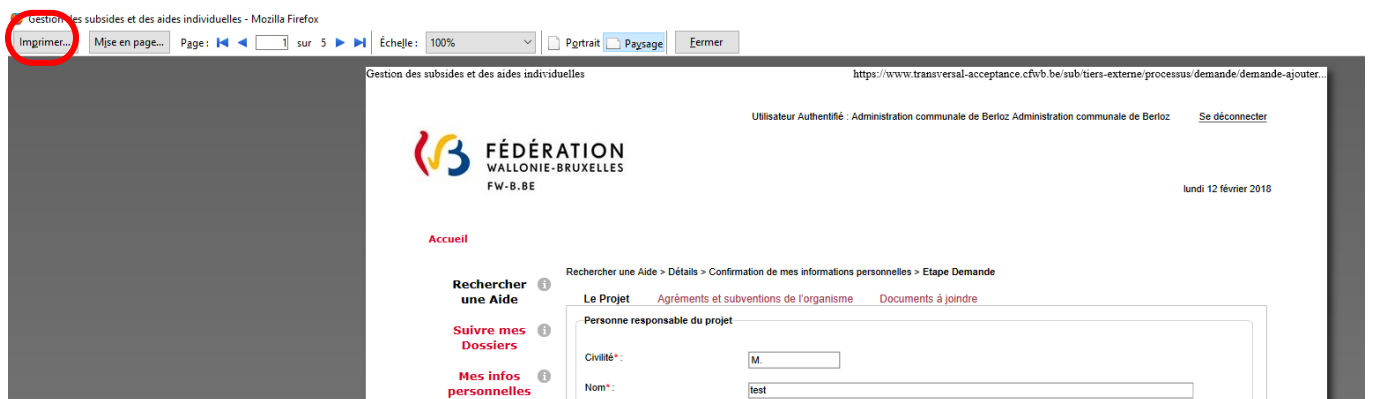 Gestion des subsides et des aides individuelles - Mozilla Firefox
Imprimer... Mise en page... Page : 1 sur 5 Échelle : 100% Portrait Paysage Fermer
Gestion des subsides et des aides individuelles https://www.transversal-acceptance.cfwb.be/sub/tiers-externe/processus/demande/demande-ajouter...
Utilisateur Authentifié : Administration communale de Berloz Administration communale de Berloz Se déconnecter
FÉDÉRATION
WALLONIE-BRUXELLES
FW-B.BE
lundi 12 février 2018
Accueil
Rechercher une Aide > Détails > Confirmation de mes informations personnelles > Etape Demande
Rechercher
une Aide
Le Projet Agréments et subventions de l'organisme Documents à joindre
Personne responsable du projet
Suivre mes
Dossiers
Civilité* : M.
Mes infos
personnelles
Nom* : test